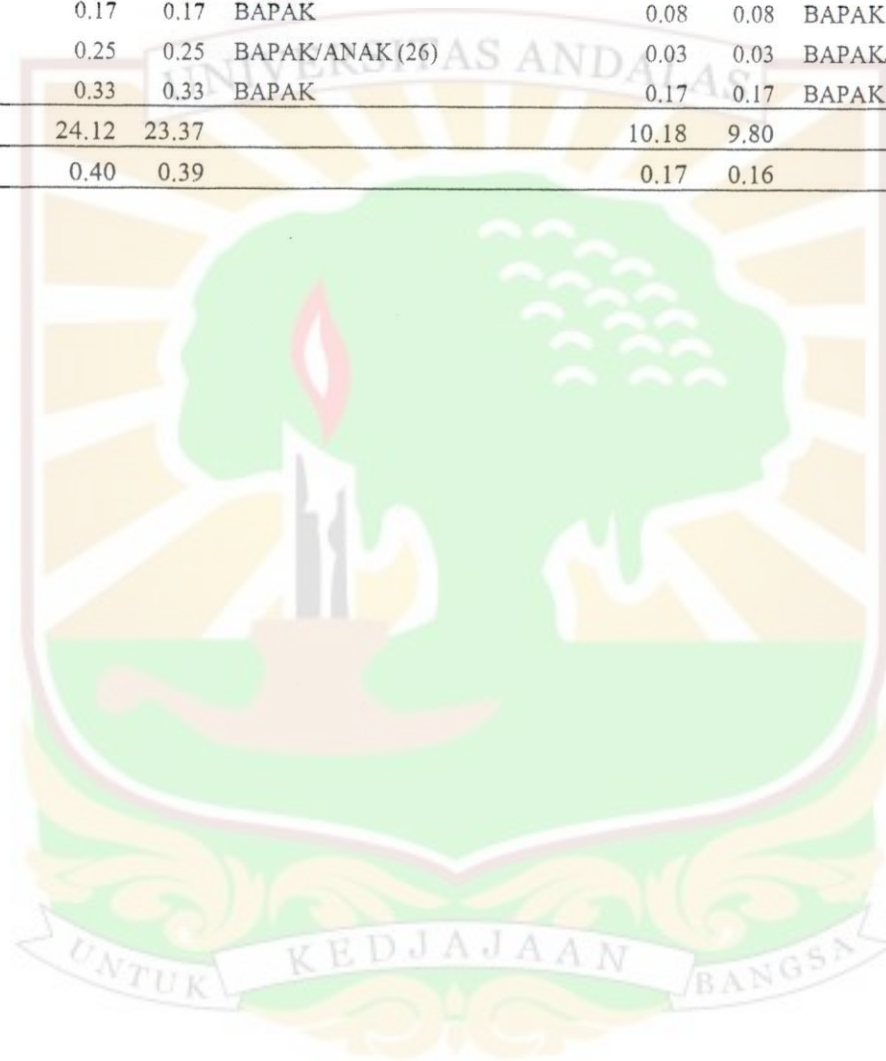 0.17 0.17 BAPAK 0.08 0.08 BAPAK
0.25 0.25 BAPAK/ANAK (26) 0.03 0.03 BAPAK/
0.33 0.33 BAPAK 0.17 0.17 BAPAK
24.12 23.37 10.18 9.80
0.40 0.39 0.17 0.16
UNIVERSITAS ANDALAS
UNTUK KEDJAJAAN BANGSA